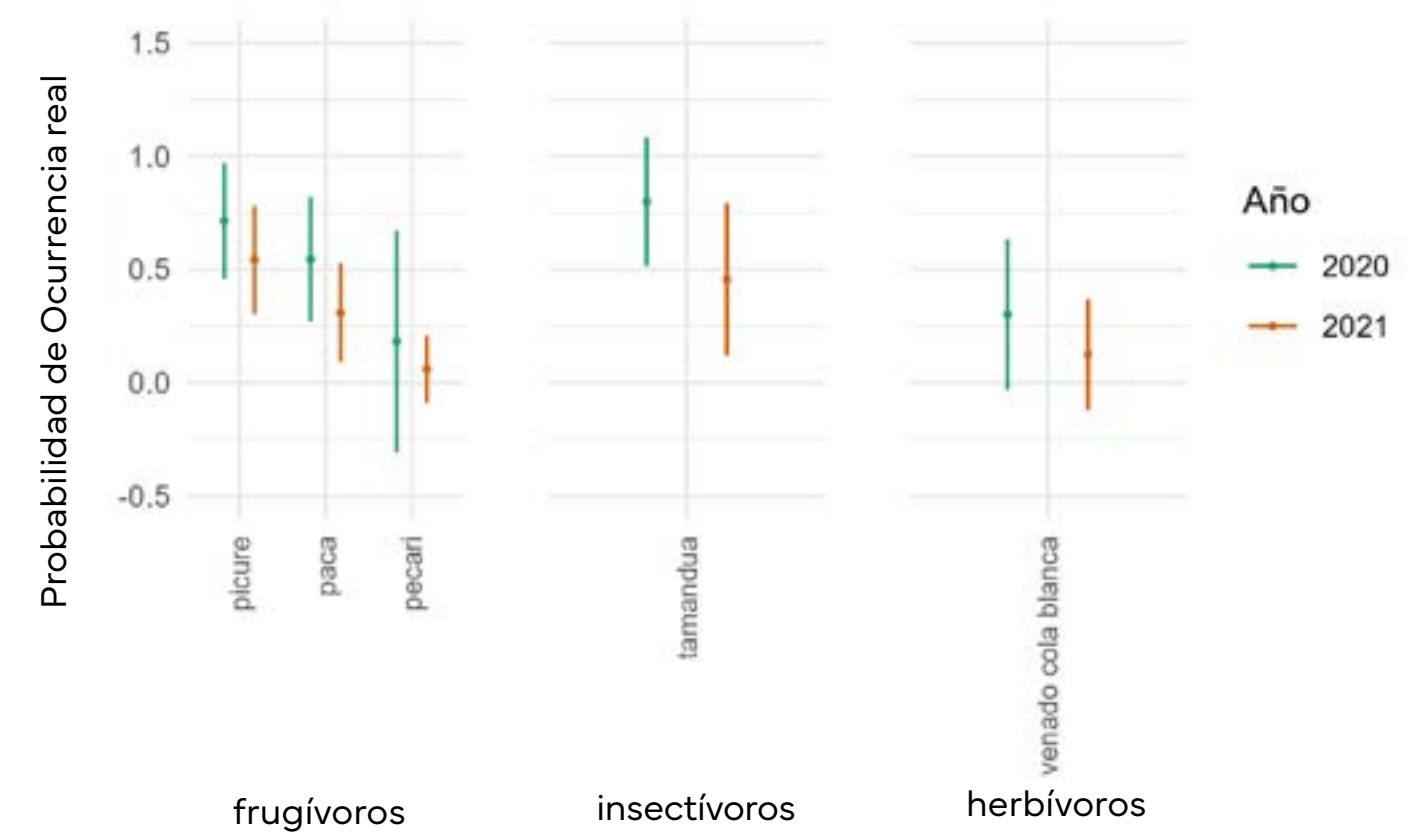 Probabilidad de Ocurrencia real
1.5
1.0
0.5
0.0
-0.5
picure
paca
pecari
tamandua
venado cola blanca
frugívoros
insectívoros
herbívoros
Año
2020
2021